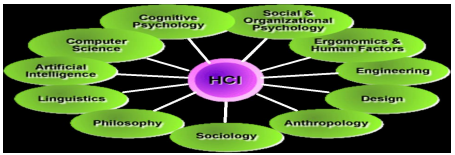 Cognitive
Psychology
Social &
Organizational
Psychology
Computer
Science
Ergonomics &
Human Factors
Artificial
Intelligence
HCI
Engineering
Linguistics
Design
Philosophy
Anthropology
Sociology